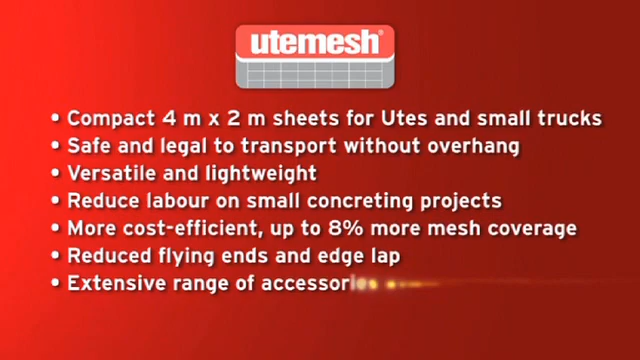 utemesh®
• Compact 4 m x 2 m sheets for Utes and small trucks
• Safe and legal to transport without overhang
• Versatile and lightweight
• Reduce labour on small concreting projects
• More cost-efficient, up to 8% more mesh coverage
• Reduced flying ends and edge lap
• Extensive range of accessories